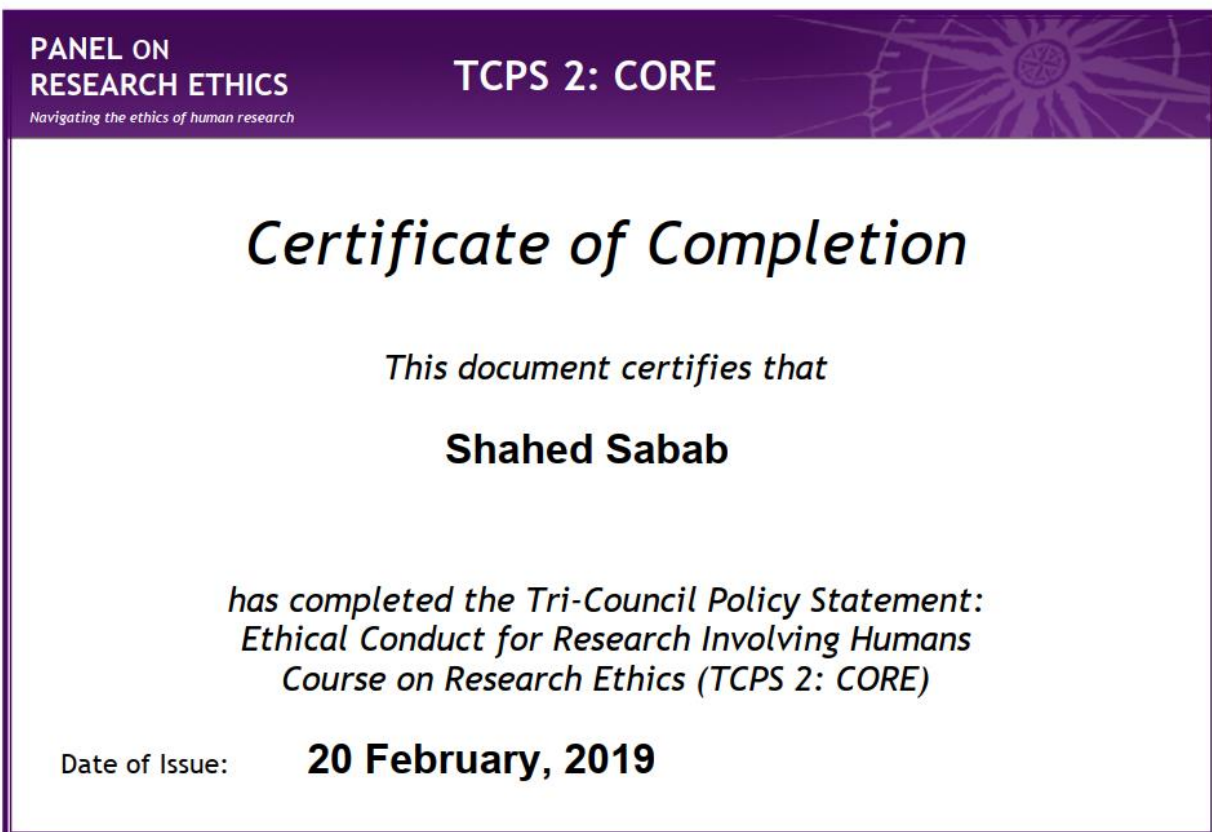 PANEL ON
RESEARCH ETHICS
Navigating the ethics of human research
TCPS 2: CORE
Certificate of Completion
This document certifies that
Shahed Sabab
has completed the Tri-Council Policy Statement:
Ethical Conduct for Research Involving Humans
Course on Research Ethics (TCPS 2: CORE)
Date of Issue: 20 February, 2019